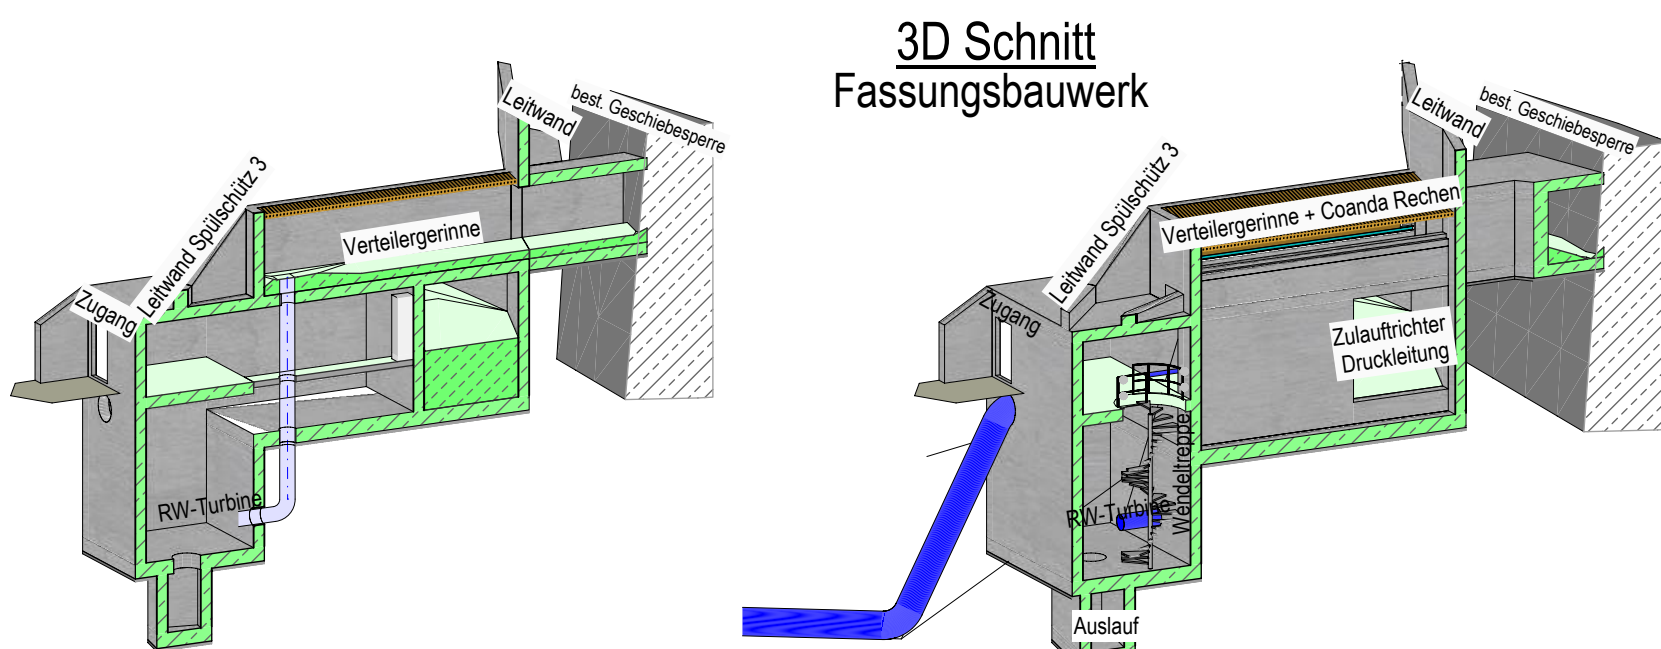 3D Schnitt
Fassungsbauwerk
Leitwand
best. Geschiebesperre
Leitwand Spülschütz 3
Verteilergerinne
Zugang
RW-Turbine
Leitwand
best. Geschiebesperre
Leitwand Spülschütz 3
Verteilergerinne + Coanda Rechen
Zugang
Zulauftrichter
Druckleitung
Wendeltreppe
RW-Turbine
Auslauf